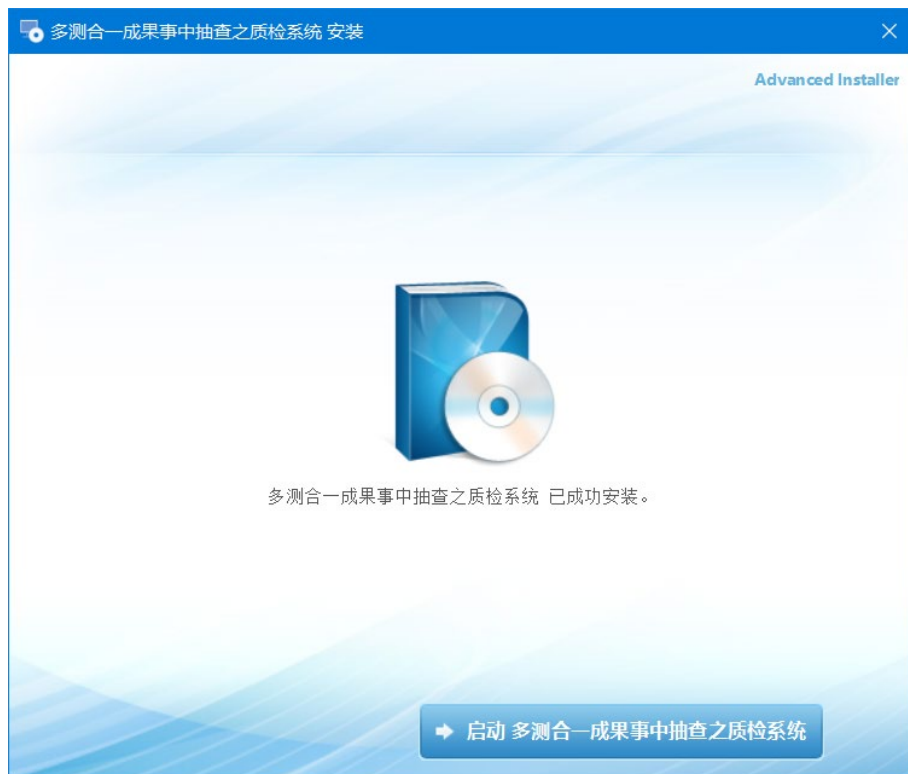 多测合一成果事中抽查之质检系统 安装
Advanced Installer
多测合一成果事中抽查之质检系统 已成功安装。
启动 多测合一成果事中抽查之质检系统